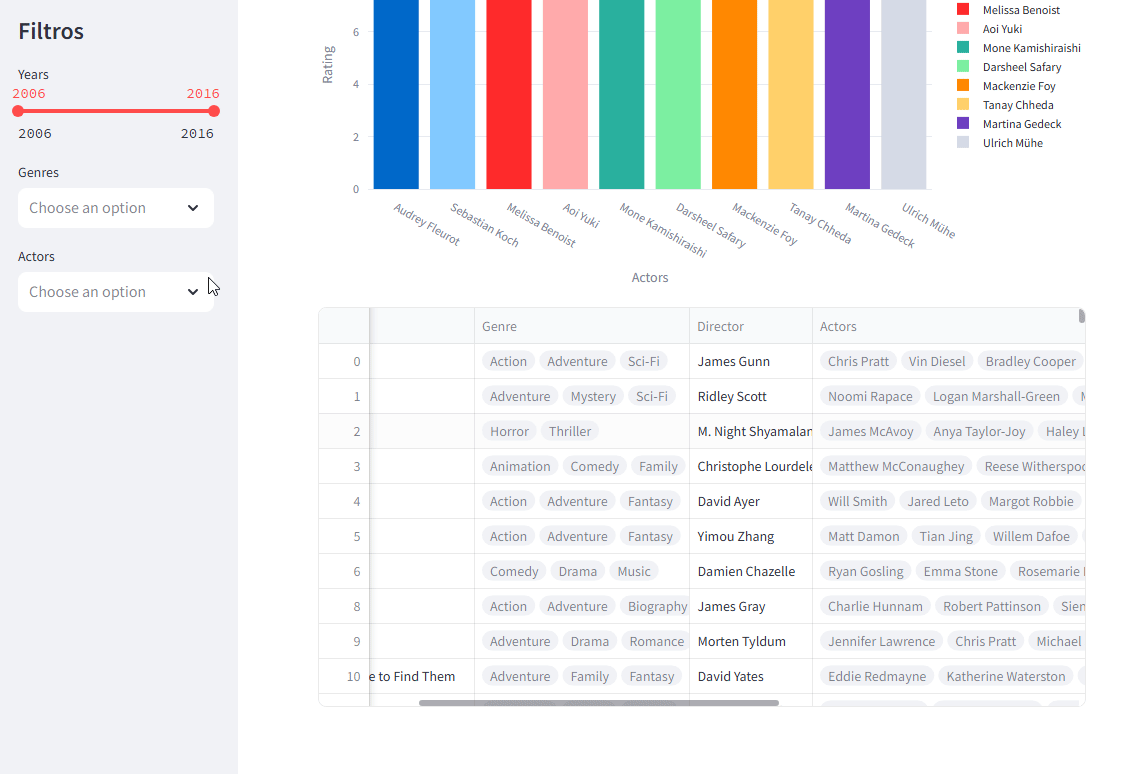 Filtros
Years
2006 2016
2006 2016
Genres
Choose an option
Actors
Choose an option
Rating
6
4
2
0
Audrey Fleurot
Sebastian Koch
Melissa Benoist
Aoi Yuki
Mone Kamishiraishi
Darsheel Safary
Mackenzie Foy
Tanay Chheda
Martina Gedeck
Ulrich Mühe
Actors
Melissa Benoist
Aoi Yuki
Mone Kamishiraishi
Darsheel Safary
Mackenzie Foy
Tanay Chheda
Martina Gedeck
Ulrich Mühe
Genre Director Actors
0 Action Adventure Sci-Fi James Gunn Chris Pratt Vin Diesel Bradley Cooper
1 Adventure Mystery Sci-Fi Ridley Scott Noomi Rapace Logan Marshall-Green
2 Horror Thriller M. Night Shyamalan James McAvoy Anya Taylor-Joy Haley
3 Animation Comedy Family Christophe Lourdele Matthew McConaughey Reese Witherspoo
4 Action Adventure Fantasy David Ayer Will Smith Jared Leto Margot Robbie
5 Action Adventure Fantasy Yimou Zhang Matt Damon Tian Jing Willem Dafoe
6 Comedy Drama Music Damien Chazelle Ryan Gosling Emma Stone Rosemarie
8 Action Adventure Biography James Gray Charlie Hunnam Robert Pattinson Sien
9 Adventure Drama Romance Morten Tyldum Jennifer Lawrence Chris Pratt Michael
10 e to Find Them Adventure Family Fantasy David Yates Eddie Redmayne Katherine Waterston